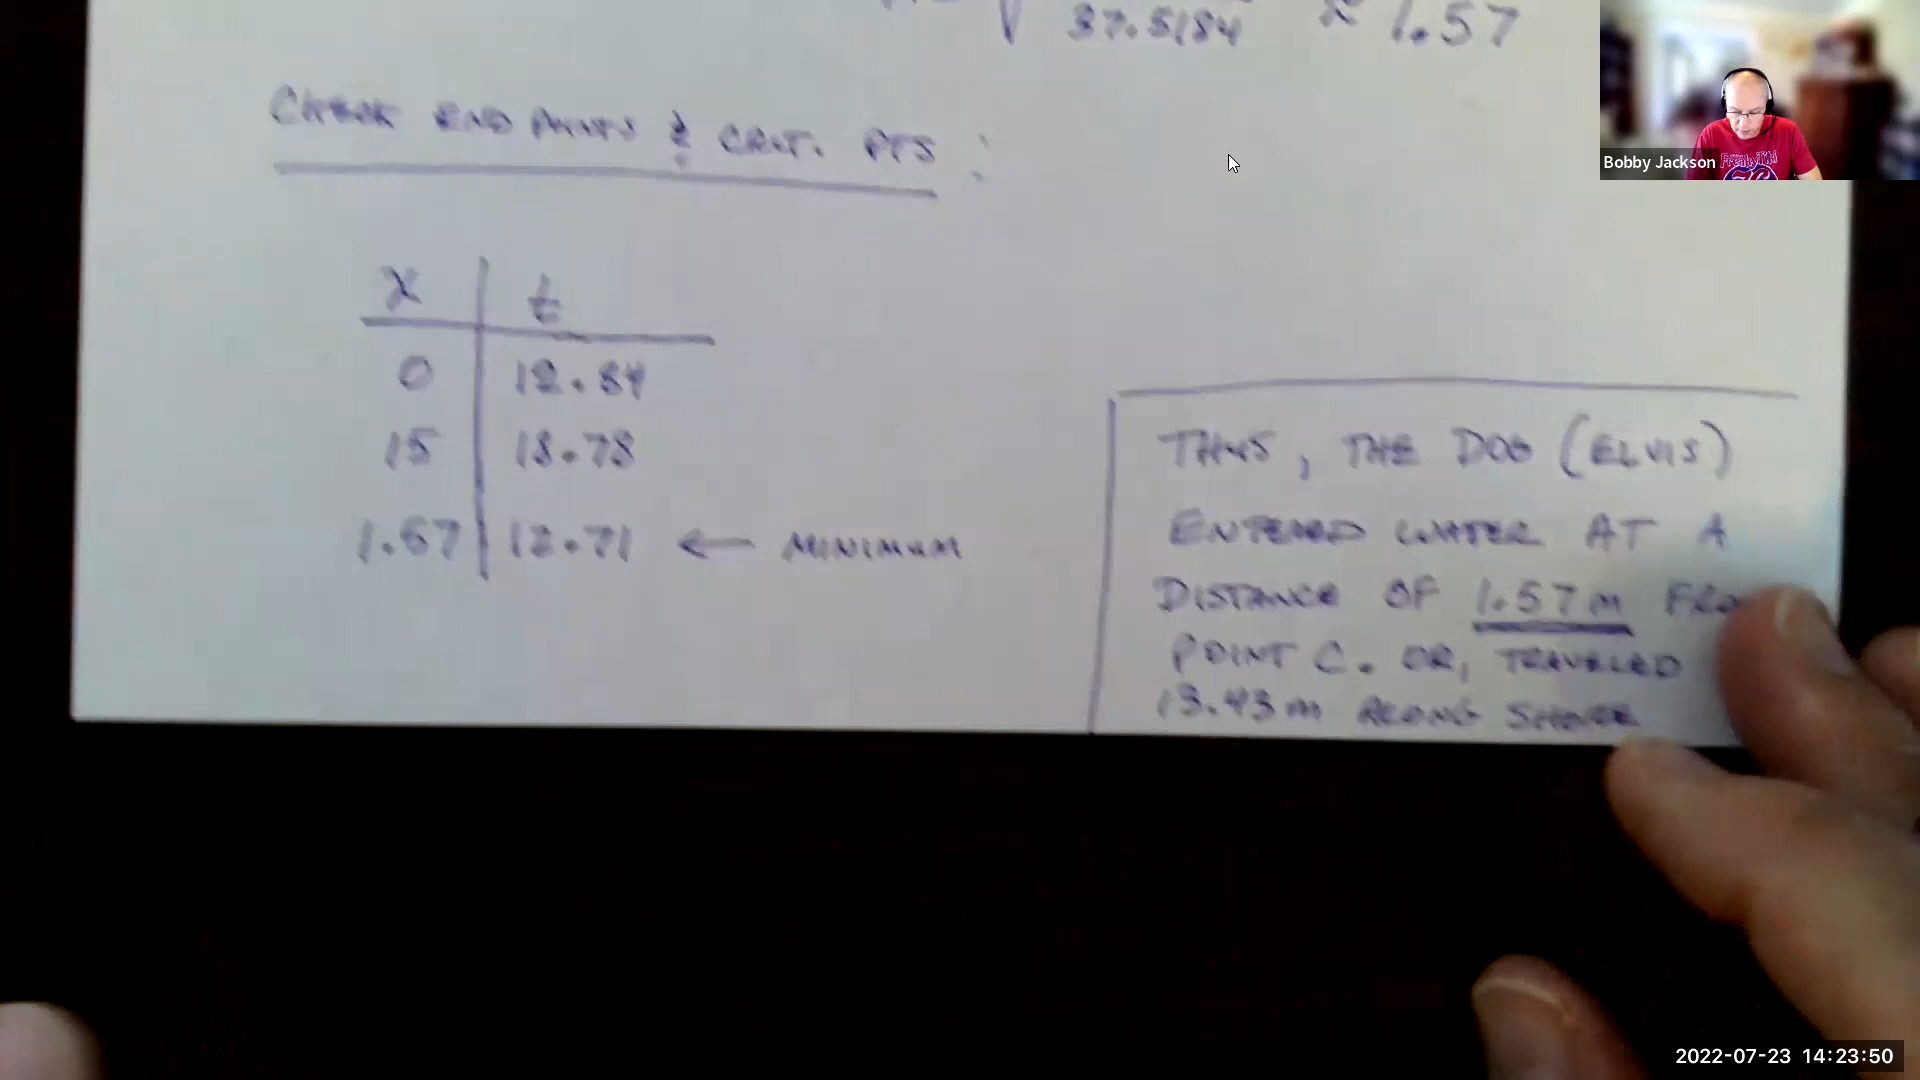 37.5184 ≈ 1.57
CHECK END POINTS & CRIT. PTS :
x t
0 12.84
15 18.78
1.57 12.71 ← MINIMUM
THUS, THE DOG (ELVIS)
ENTERED WATER AT A
DISTANCE OF 1.57 m
POINT C. OR, TRAVELED
13.43 m ALONG SHORE
Bobby Jackson
2022-07-23 14:23:50